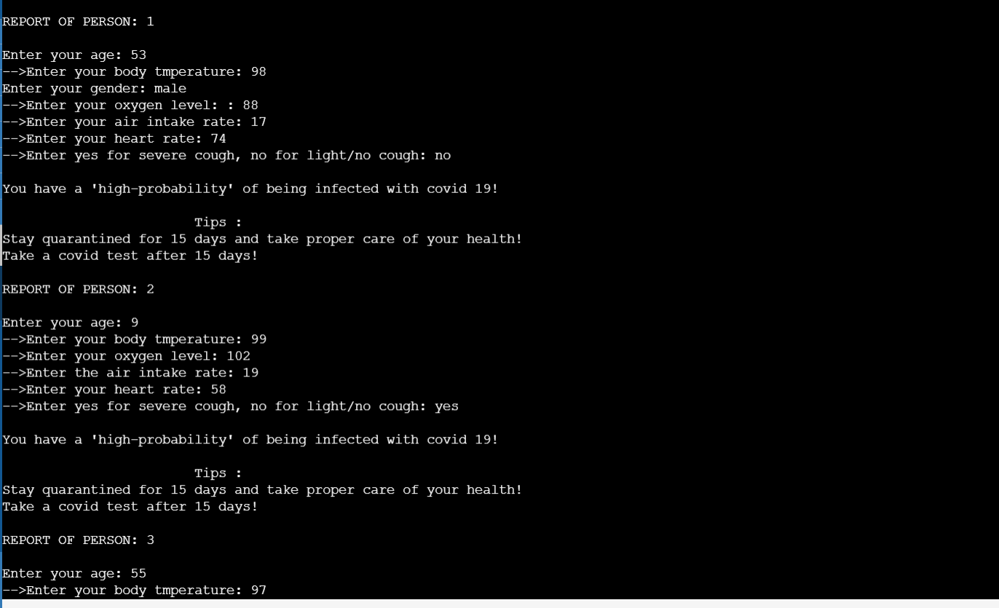 REPORT OF PERSON: 1
Enter your age: 53
-->Enter your body tmperature: 98
Enter your gender: male
-->Enter your oxygen level: : 88
-->Enter your air intake rate: 17
-->Enter your heart rate: 74
-->Enter yes for severe cough, no for light/no cough: no
You have a 'high-probability' of being infected with covid 19!
Tips :
Stay quarantined for 15 days and take proper care of your health!
Take a covid test after 15 days!
REPORT OF PERSON: 2
Enter your age: 9
-->Enter your body tmperature: 99
-->Enter your oxygen level: 102
-->Enter the air intake rate: 19
-->Enter your heart rate: 58
-->Enter yes for severe cough, no for light/no cough: yes
You have a 'high-probability' of being infected with covid 19!
Tips :
Stay quarantined for 15 days and take proper care of your health!
Take a covid test after 15 days!
REPORT OF PERSON: 3
Enter your age: 55
-->Enter your body tmperature: 97